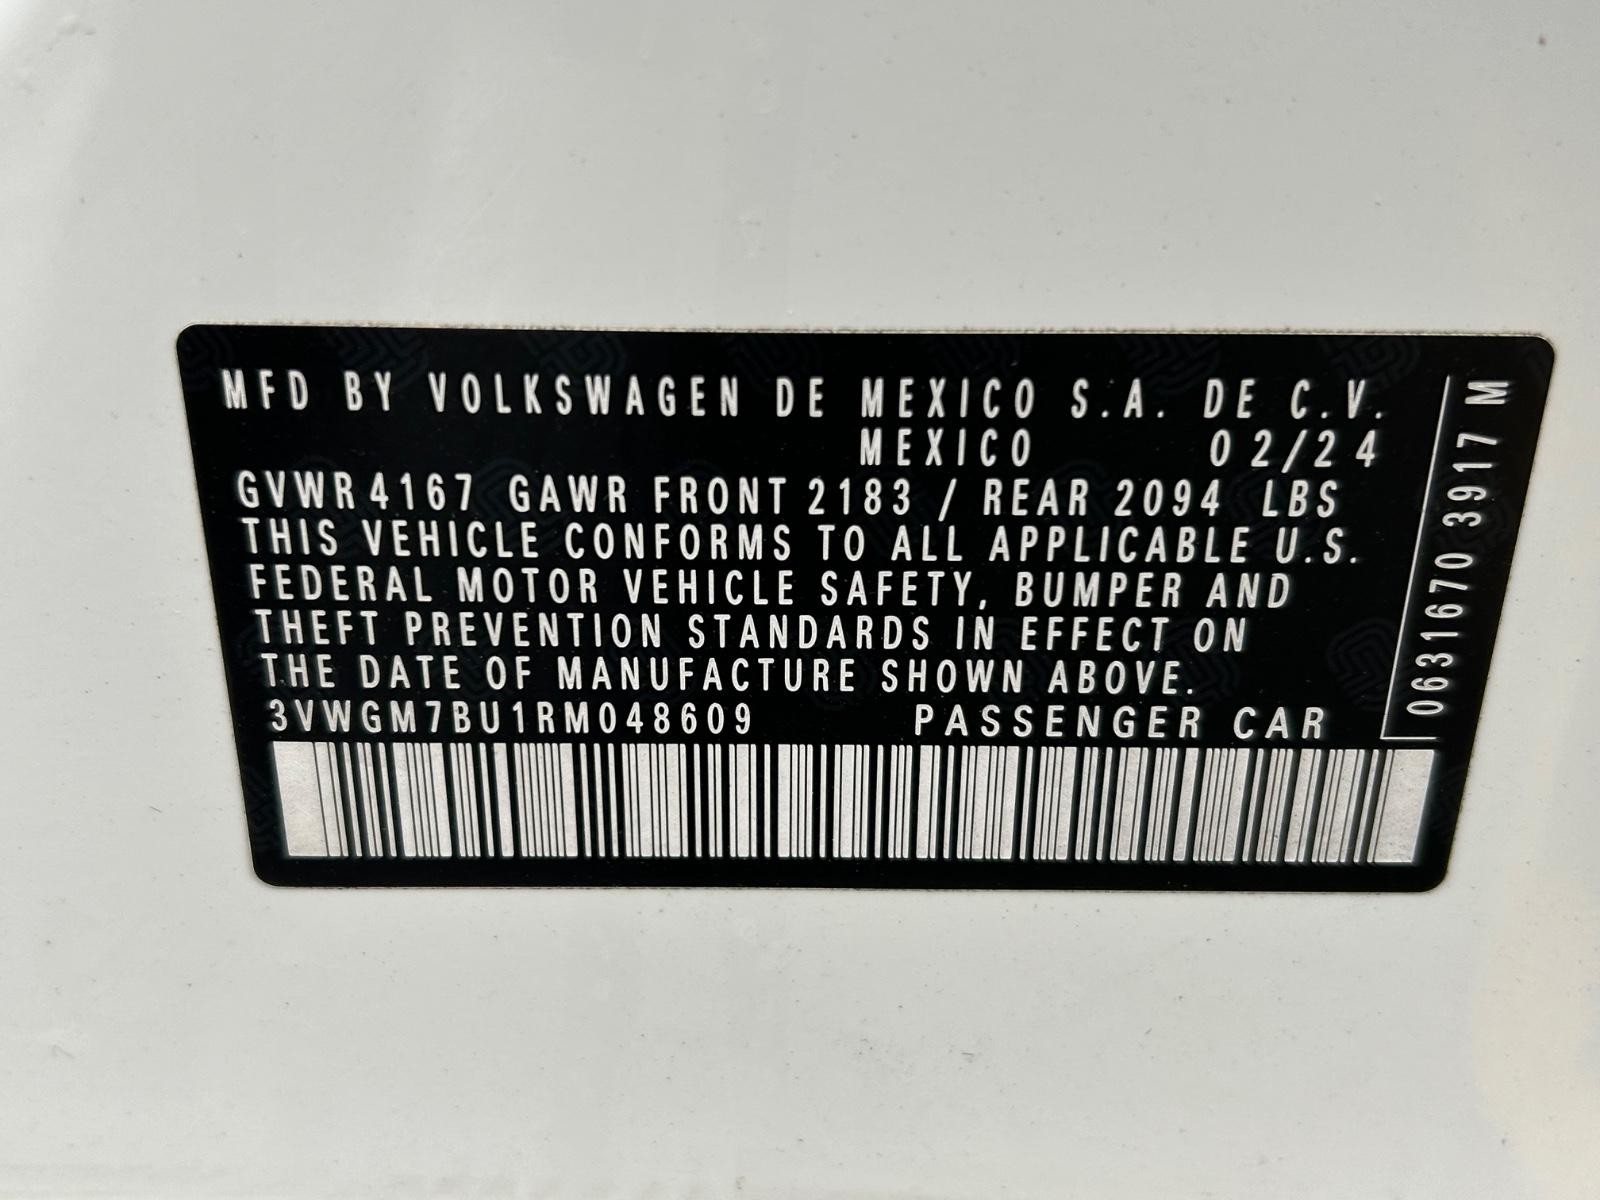 MFD BY VOLKSWAGEN DE MEXICO S.A. DE C.V.
MEXICO 02/24
GVWR 4167 GAWR FRONT 2183 / REAR 2094 LBS
THIS VEHICLE CONFORMS TO ALL APPLICABLE U.S.
FEDERAL MOTOR VEHICLE SAFETY, BUMPER AND
THEFT PREVENTION STANDARDS IN EFFECT ON
THE DATE OF MANUFACTURE SHOWN ABOVE.
3VWGM7BU1RM048609 PASSENGER CAR
0631670 3917 M